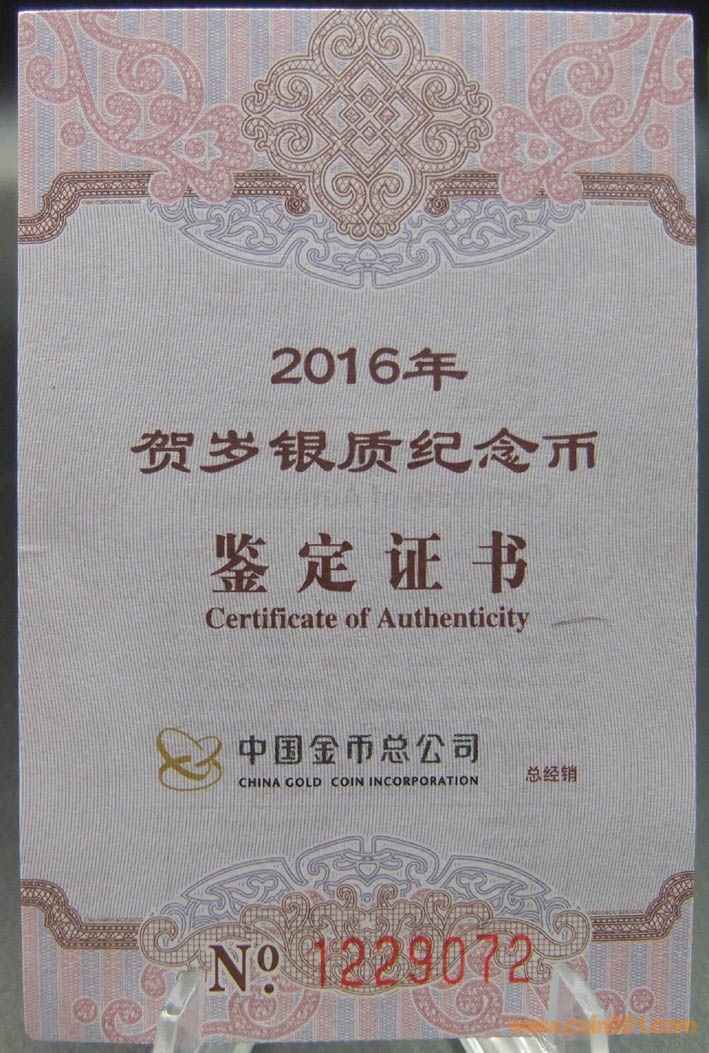 2016年
贺岁银质纪念币
鉴定证书
Certificate of Authenticity
中国金币总公司
CHINA GOLD COIN INCORPORATION
总经销
Nº. 1229072
www.coin001.com